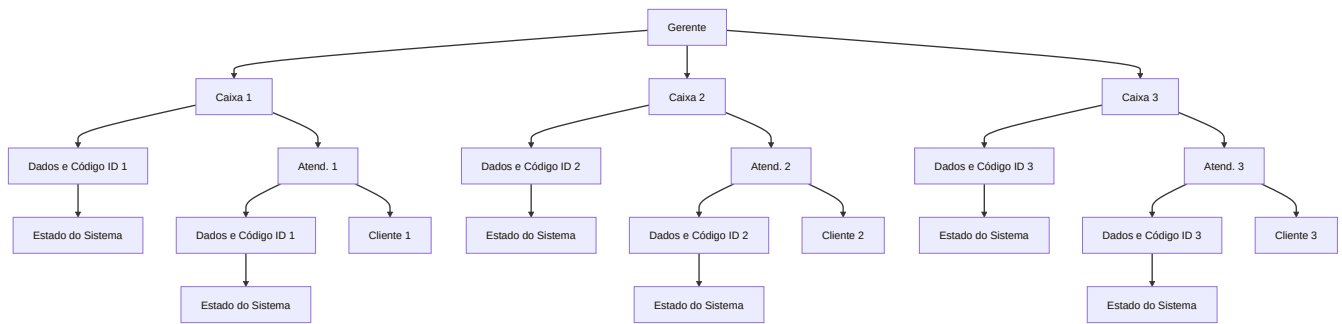 Gerente
Caixa 1
Caixa 2
Caixa 3
Dados e Código ID 1
Atend. 1
Dados e Código ID 2
Atend. 2
Dados e Código ID 3
Atend. 3
Estado do Sistema
Dados e Código ID 1
Cliente 1
Estado do Sistema
Dados e Código ID 2
Cliente 2
Estado do Sistema
Dados e Código ID 3
Cliente 3
Estado do Sistema
Estado do Sistema
Estado do Sistema